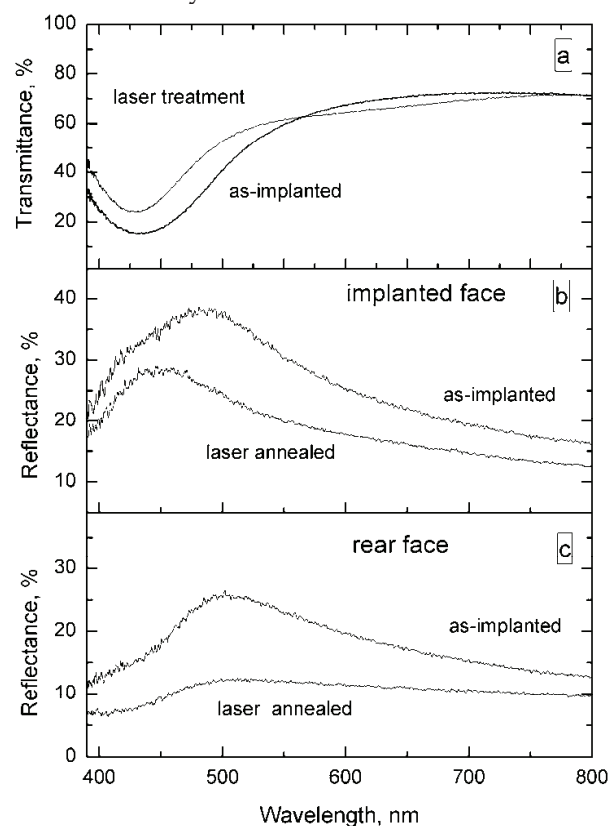 100
80
60
40
20
Transmittance, %
a
laser treatment
as-implanted
40
30
20
10
Reflectance, %
implanted face
b
as-implanted
laser annealed
30
20
10
0
Reflectance, %
rear face
c
as-implanted
laser annealed
400 500 600 700 800
Wavelength, nm